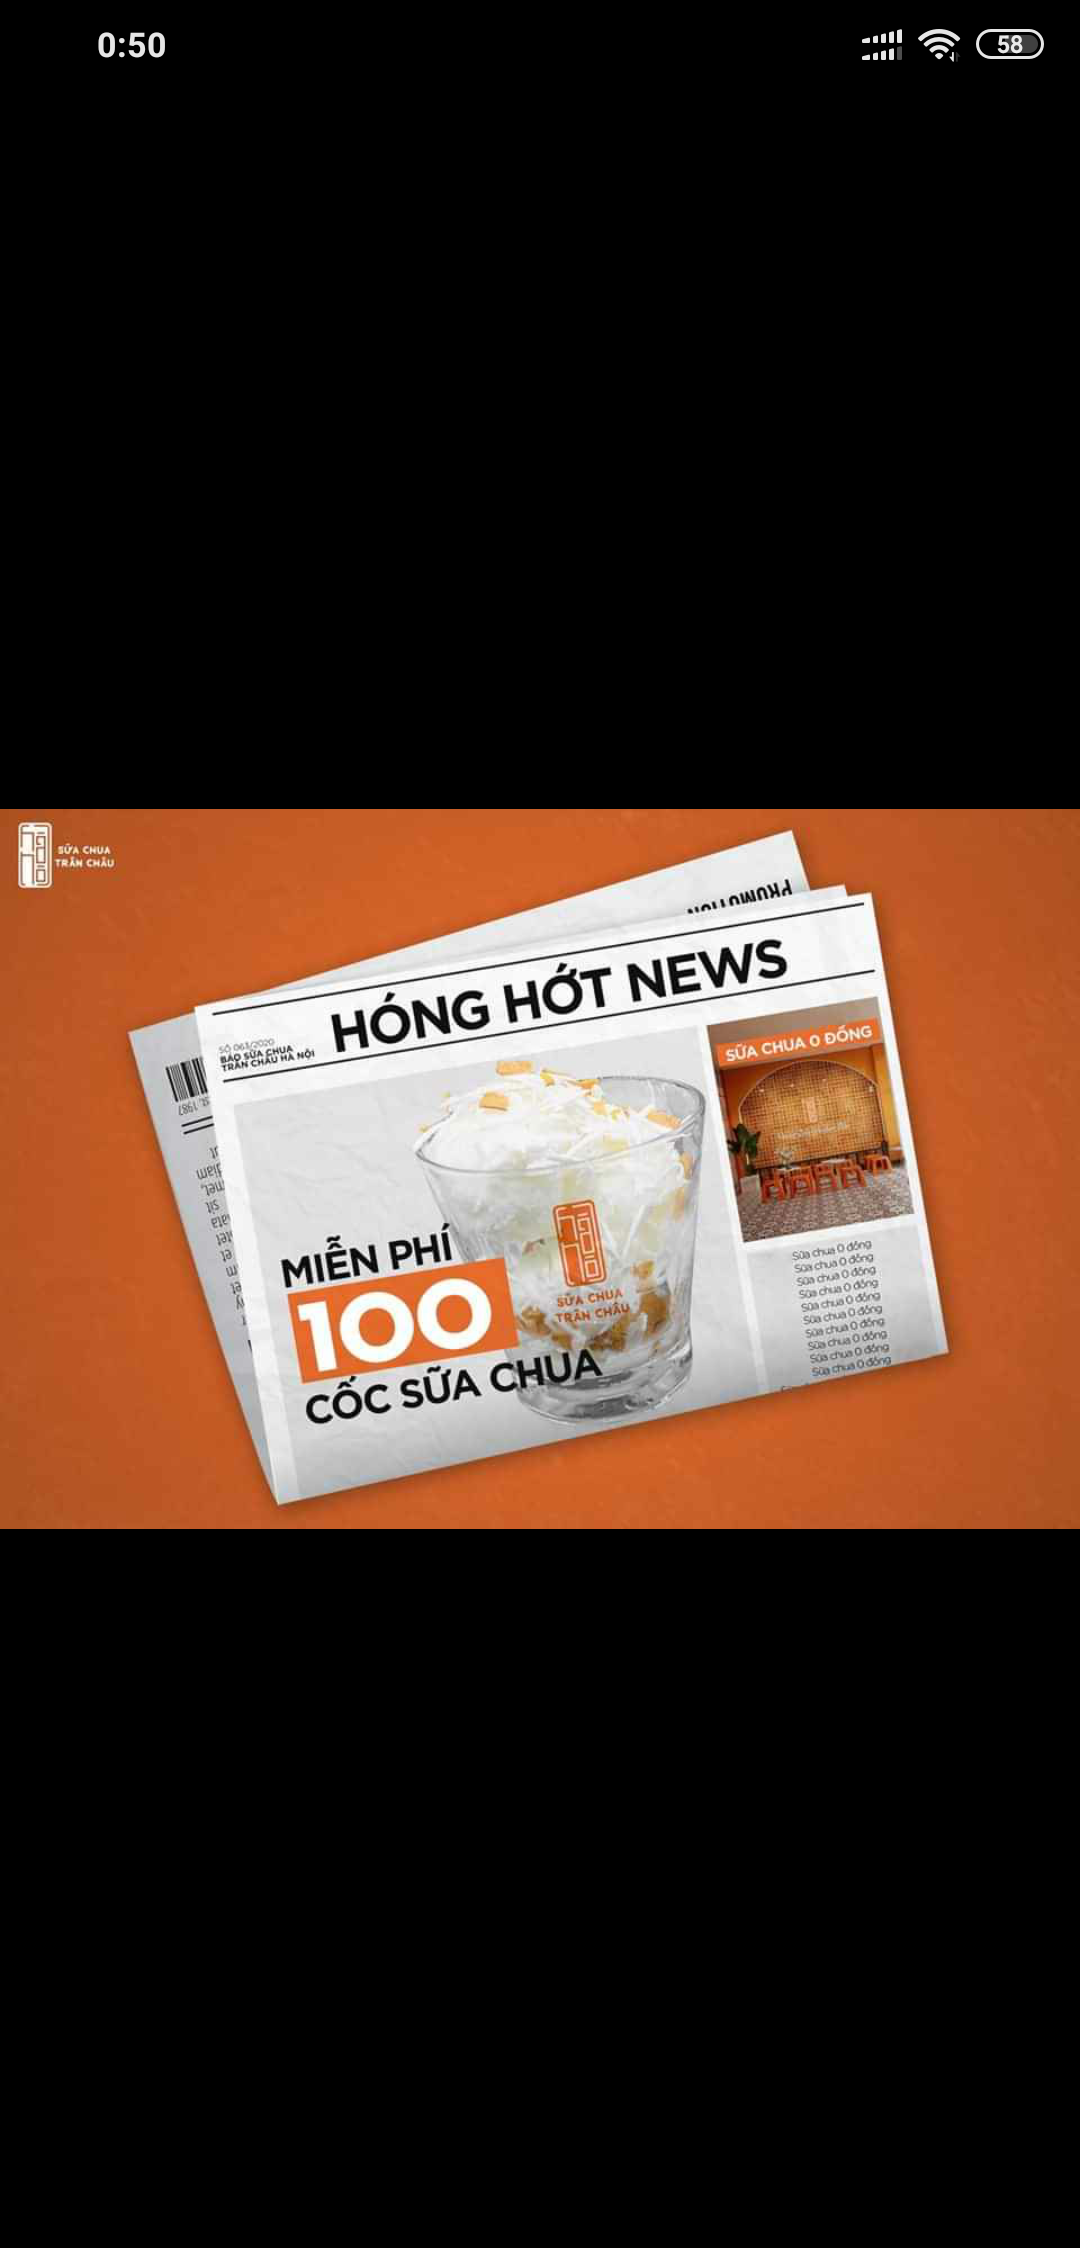 0:50
58
SỮA CHUA
TRÂN CHÂU
PROMOTION
HÓNG HỚT NEWS
SỐ 063/2020
BÁO SỮA CHUA
TRÂN CHÂU HÀ NỘI
SỮA CHUA 0 ĐỒNG
1987
MIỄN PHÍ
100
CỐC SỮA CHUA
SỮA CHUA
TRÂN CHÂU
Sữa chua 0 đồng
Sữa chua 0 đồng
Sữa chua 0 đồng
Sữa chua 0 đồng
Sữa chua 0 đồng
Sữa chua 0 đồng
Sữa chua 0 đồng
Sữa chua 0 đồng
Sữa chua 0 đồng
Sữa chua 0 đồng